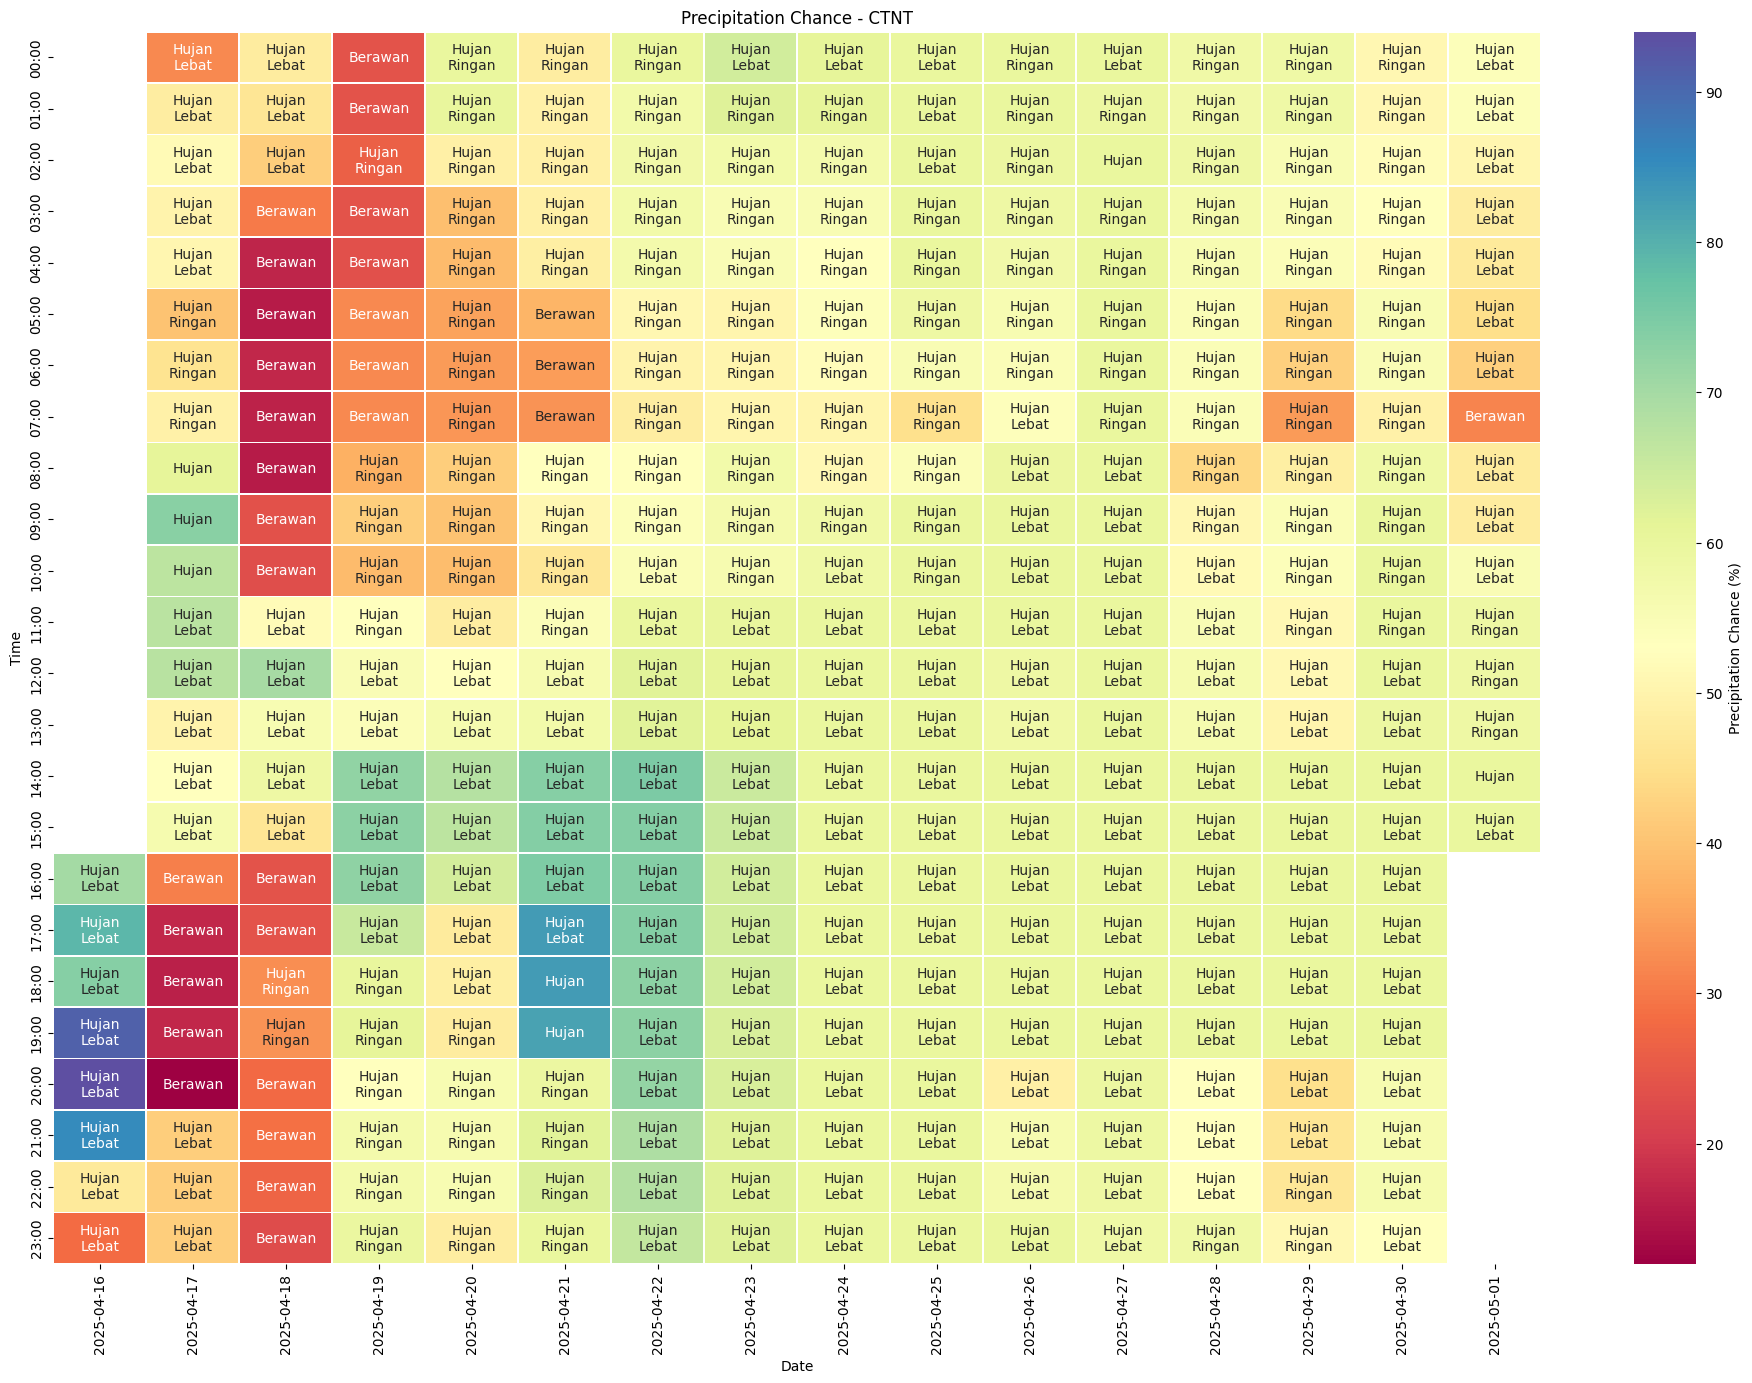 Precipitation Chance - CTNT
00:00 Hujan Lebat Hujan Lebat Berawan Hujan Ringan Hujan Ringan Hujan Ringan Hujan Lebat Hujan Lebat Hujan Lebat Hujan Ringan Hujan Lebat Hujan Ringan Hujan Ringan Hujan Ringan Hujan Lebat
01:00 Hujan Lebat Hujan Lebat Berawan Hujan Ringan Hujan Ringan Hujan Ringan Hujan Ringan Hujan Ringan Hujan Lebat Hujan Ringan Hujan Ringan Hujan Ringan Hujan Ringan Hujan Ringan Hujan Lebat
02:00 Hujan Lebat Hujan Lebat Hujan Ringan Hujan Ringan Hujan Ringan Hujan Ringan Hujan Ringan Hujan Ringan Hujan Lebat Hujan Ringan Hujan Hujan Ringan Hujan Ringan Hujan Ringan Hujan Lebat
03:00 Hujan Lebat Berawan Berawan Hujan Ringan Hujan Ringan Hujan Ringan Hujan Ringan Hujan Ringan Hujan Ringan Hujan Ringan Hujan Ringan Hujan Ringan Hujan Ringan Hujan Ringan Hujan Lebat
04:00 Hujan Lebat Berawan Berawan Hujan Ringan Hujan Ringan Hujan Ringan Hujan Ringan Hujan Ringan Hujan Ringan Hujan Ringan Hujan Ringan Hujan Ringan Hujan Ringan Hujan Ringan Hujan Lebat
05:00 Hujan Ringan Berawan Berawan Hujan Ringan Berawan Hujan Ringan Hujan Ringan Hujan Ringan Hujan Ringan Hujan Ringan Hujan Ringan Hujan Ringan Hujan Ringan Hujan Ringan Hujan Lebat
06:00 Hujan Ringan Berawan Berawan Hujan Ringan Berawan Hujan Ringan Hujan Ringan Hujan Ringan Hujan Ringan Hujan Ringan Hujan Ringan Hujan Ringan Hujan Ringan Hujan Ringan Hujan Lebat
07:00 Hujan Ringan Berawan Berawan Hujan Ringan Berawan Hujan Ringan Hujan Ringan Hujan Ringan Hujan Ringan Hujan Lebat Hujan Ringan Hujan Ringan Hujan Ringan Hujan Ringan Berawan
08:00 Hujan Berawan Hujan Ringan Hujan Ringan Hujan Ringan Hujan Ringan Hujan Ringan Hujan Ringan Hujan Ringan Hujan Lebat Hujan Lebat Hujan Ringan Hujan Ringan Hujan Ringan Hujan Lebat
09:00 Hujan Berawan Hujan Ringan Hujan Ringan Hujan Ringan Hujan Ringan Hujan Ringan Hujan Ringan Hujan Ringan Hujan Lebat Hujan Lebat Hujan Ringan Hujan Ringan Hujan Ringan Hujan Lebat
10:00 Hujan Berawan Hujan Ringan Hujan Ringan Hujan Ringan Hujan Lebat Hujan Ringan Hujan Lebat Hujan Ringan Hujan Lebat Hujan Lebat Hujan Lebat Hujan Ringan Hujan Ringan Hujan Lebat
11:00 Hujan Lebat Hujan Lebat Hujan Ringan Hujan Lebat Hujan Ringan Hujan Lebat Hujan Lebat Hujan Lebat Hujan Lebat Hujan Lebat Hujan Lebat Hujan Lebat Hujan Ringan Hujan Ringan Hujan Ringan
12:00 Hujan Lebat Hujan Lebat Hujan Lebat Hujan Lebat Hujan Lebat Hujan Lebat Hujan Lebat Hujan Lebat Hujan Lebat Hujan Lebat Hujan Lebat Hujan Lebat Hujan Lebat Hujan Lebat Hujan Ringan
13:00 Hujan Lebat Hujan Lebat Hujan Lebat Hujan Lebat Hujan Lebat Hujan Lebat Hujan Lebat Hujan Lebat Hujan Lebat Hujan Lebat Hujan Lebat Hujan Lebat Hujan Lebat Hujan Lebat Hujan Ringan
14:00 Hujan Lebat Hujan Lebat Hujan Lebat Hujan Lebat Hujan Lebat Hujan Lebat Hujan Lebat Hujan Lebat Hujan Lebat Hujan Lebat Hujan Lebat Hujan Lebat Hujan Lebat Hujan Lebat Hujan
15:00 Hujan Lebat Hujan Lebat Hujan Lebat Hujan Lebat Hujan Lebat Hujan Lebat Hujan Lebat Hujan Lebat Hujan Lebat Hujan Lebat Hujan Lebat Hujan Lebat Hujan Lebat Hujan Lebat Hujan Lebat
16:00 Hujan Lebat Berawan Berawan Hujan Lebat Hujan Lebat Hujan Lebat Hujan Lebat Hujan Lebat Hujan Lebat Hujan Lebat Hujan Lebat Hujan Lebat Hujan Lebat Hujan Lebat Hujan Lebat
17:00 Hujan Lebat Berawan Berawan Hujan Lebat Hujan Lebat Hujan Lebat Hujan Lebat Hujan Lebat Hujan Lebat Hujan Lebat Hujan Lebat Hujan Lebat Hujan Lebat Hujan Lebat Hujan Lebat
18:00 Hujan Lebat Berawan Hujan Ringan Hujan Ringan Hujan Lebat Hujan Hujan Lebat Hujan Lebat Hujan Lebat Hujan Lebat Hujan Lebat Hujan Lebat Hujan Lebat Hujan Lebat Hujan Lebat
19:00 Hujan Lebat Berawan Hujan Ringan Hujan Ringan Hujan Ringan Hujan Hujan Lebat Hujan Lebat Hujan Lebat Hujan Lebat Hujan Lebat Hujan Lebat Hujan Lebat Hujan Lebat Hujan Lebat
20:00 Hujan Lebat Berawan Berawan Hujan Ringan Hujan Ringan Hujan Ringan Hujan Lebat Hujan Lebat Hujan Lebat Hujan Lebat Hujan Lebat Hujan Lebat Hujan Lebat Hujan Lebat Hujan Lebat
21:00 Hujan Lebat Hujan Lebat Berawan Hujan Ringan Hujan Ringan Hujan Ringan Hujan Lebat Hujan Lebat Hujan Lebat Hujan Lebat Hujan Lebat Hujan Lebat Hujan Lebat Hujan Lebat Hujan Lebat
22:00 Hujan Lebat Hujan Lebat Berawan Hujan Ringan Hujan Ringan Hujan Ringan Hujan Lebat Hujan Lebat Hujan Lebat Hujan Lebat Hujan Lebat Hujan Lebat Hujan Lebat Hujan Ringan Hujan Lebat
23:00 Hujan Lebat Hujan Lebat Berawan Hujan Ringan Hujan Ringan Hujan Ringan Hujan Lebat Hujan Lebat Hujan Lebat Hujan Lebat Hujan Lebat Hujan Lebat Hujan Ringan Hujan Ringan Hujan Lebat
Time
2025-04-16 2025-04-17 2025-04-18 2025-04-19 2025-04-20 2025-04-21 2025-04-22 2025-04-23 2025-04-24 2025-04-25 2025-04-26 2025-04-27 2025-04-28 2025-04-29 2025-04-30 2025-05-01
Date
90
80
70
60
50
40
30
20
Precipitation Chance (%)